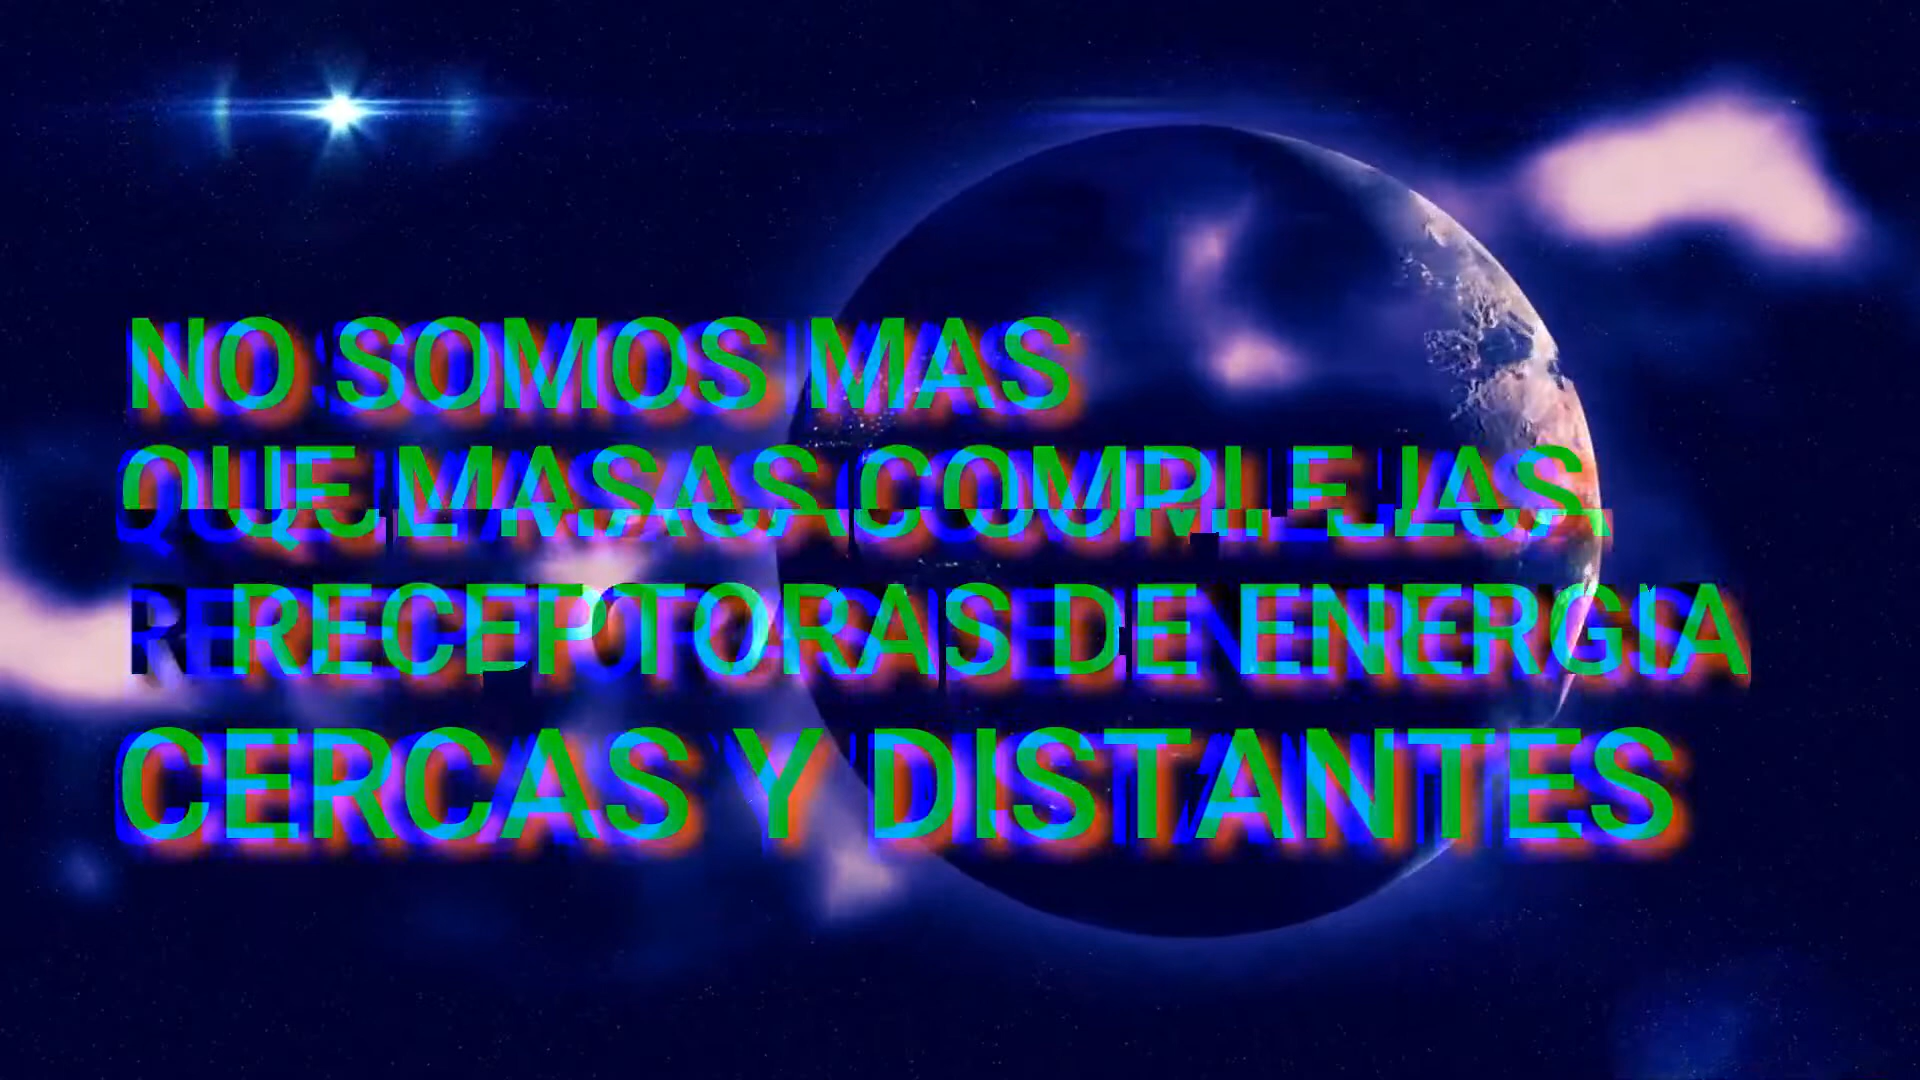 NO SOMOS MAS
QUE MASAS COMPLEJAS
RECEPTORAS DE ENERGIA
CERCAS Y DISTANTES